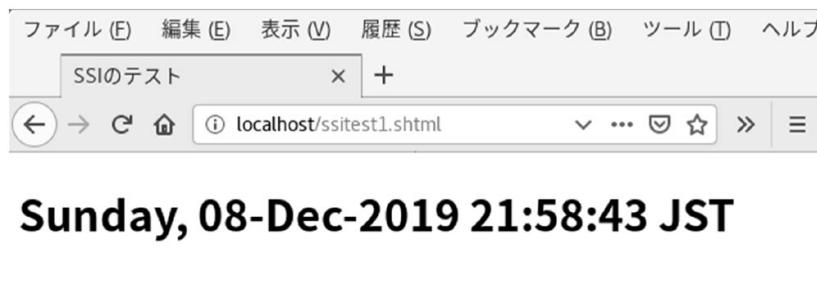 ファイル (F) 編集 (E) 表示 (V) 履歴 (S) ブックマーク (B) ツール (T) ヘルプ
SSIのテスト
localhost/ssitest1.shtml
Sunday, 08-Dec-2019 21:58:43 JST